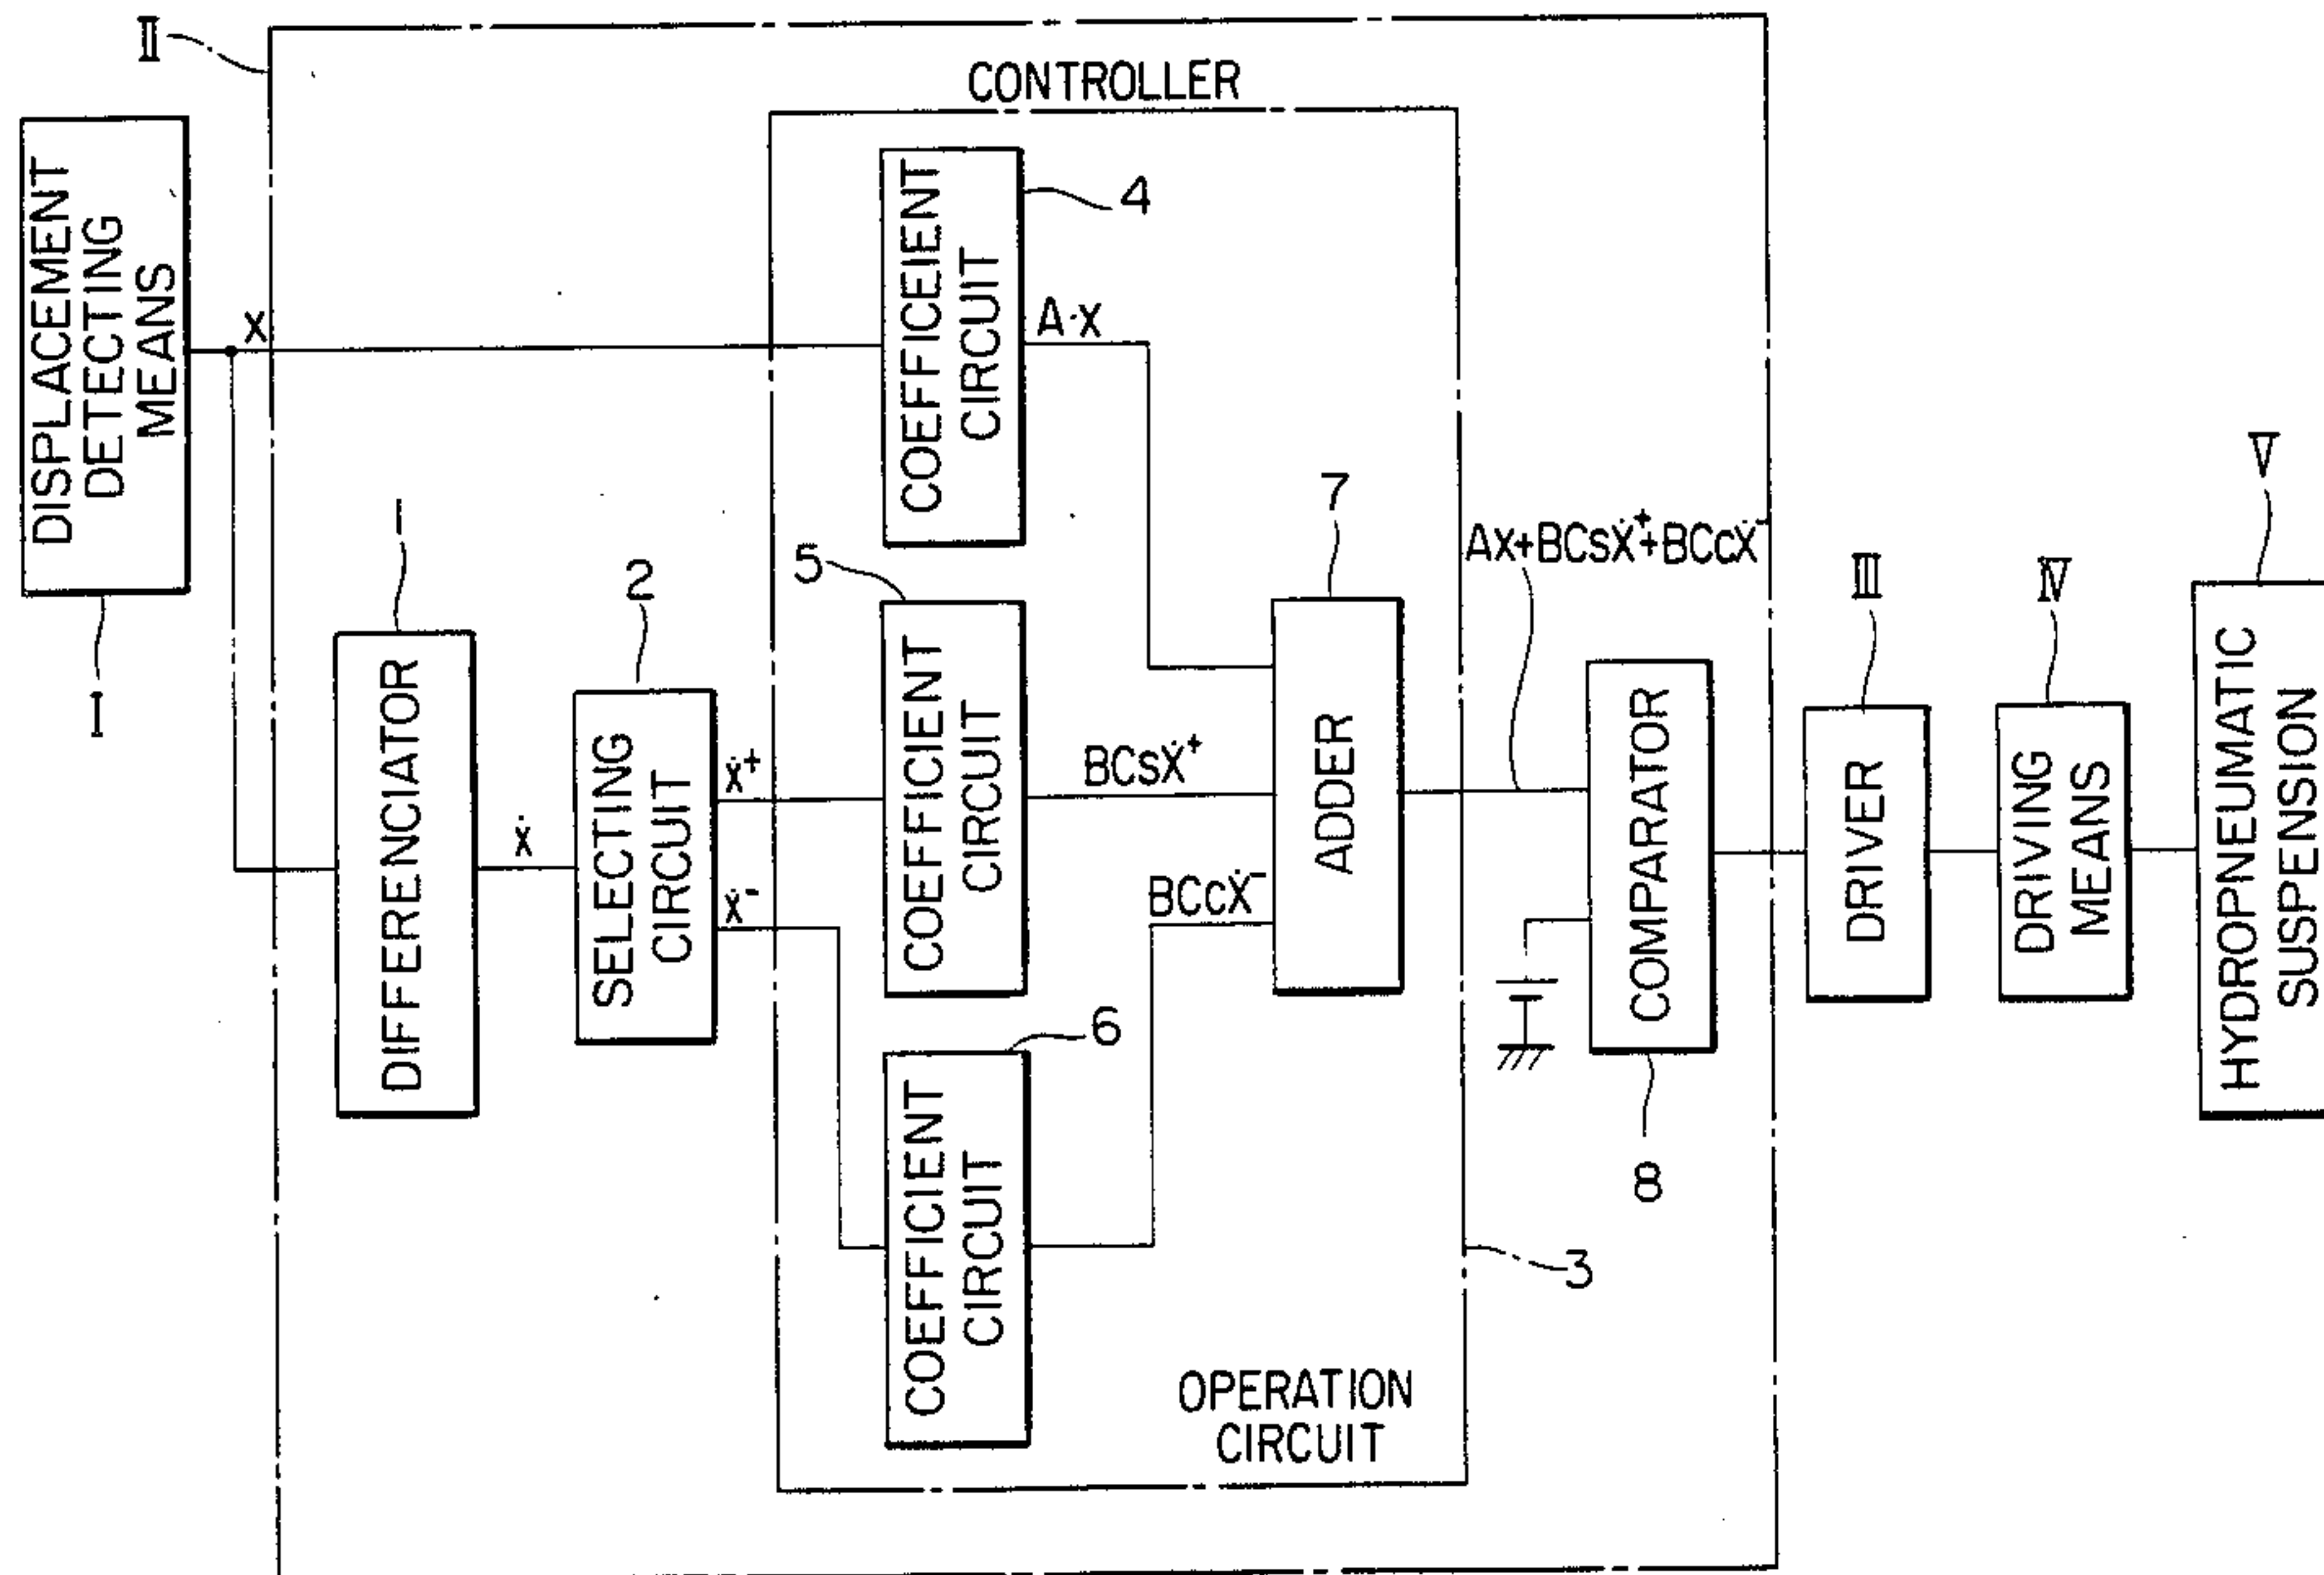 II
CONTROLLER
DISPLACEMENT
DETECTING
MEANS
I
X
COEFFICEIENT
CIRCUIT
4
A·X
1
DIFFERENCIATOR
ẋ
2
SELECTING
CIRCUIT
ẋ+
ẋ-
5
COEFFICIENT
CIRCUIT
BCsẊ+
6
COEFFICIENT
CIRCUIT
BCcẊ-
7
ADDER
AX+BCsẊ++BCcẊ-
OPERATION
CIRCUIT
3
COMPARATOR
8
III
DRIVER
IV
DRIVING
MEANS
V
HYDROPNEUMATIC
SUSPENSION